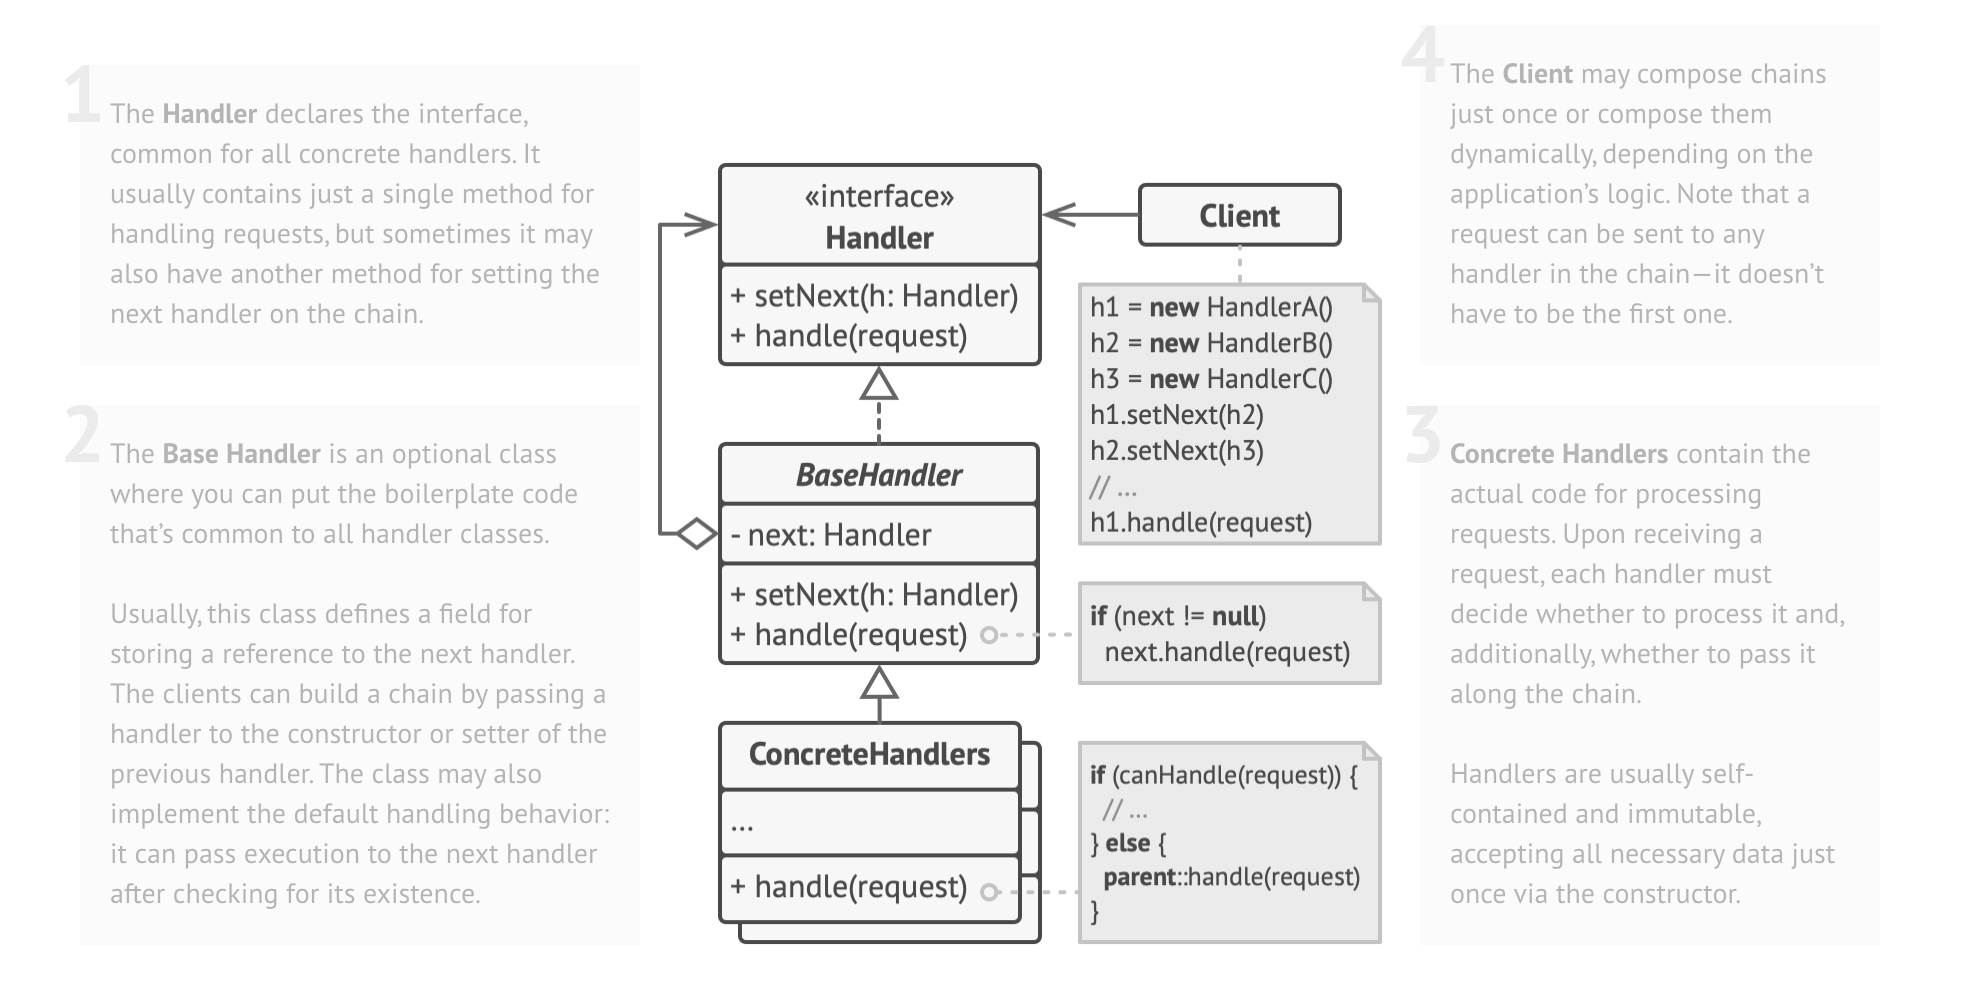 1
The Handler declares the interface,
common for all concrete handlers. It
usually contains just a single method for
handling requests, but sometimes it may
also have another method for setting the
next handler on the chain.
2
The Base Handler is an optional class
where you can put the boilerplate code
that’s common to all handler classes.
Usually, this class defines a field for
storing a reference to the next handler.
The clients can build a chain by passing a
handler to the constructor or setter of the
previous handler. The class may also
implement the default handling behavior:
it can pass execution to the next handler
after checking for its existence.
«interface»
Handler
+ setNext(h: Handler)
+ handle(request)
BaseHandler
- next: Handler
+ setNext(h: Handler)
+ handle(request)
ConcreteHandlers
...
+ handle(request)
Client
h1 = new HandlerA()
h2 = new HandlerB()
h3 = new HandlerC()
h1.setNext(h2)
h2.setNext(h3)
// ...
h1.handle(request)
if (next != null)
next.handle(request)
if (canHandle(request)) {
// ...
} else {
parent::handle(request)
}
4
The Client may compose chains
just once or compose them
dynamically, depending on the
application’s logic. Note that a
request can be sent to any
handler in the chain—it doesn’t
have to be the first one.
3
Concrete Handlers contain the
actual code for processing
requests. Upon receiving a
request, each handler must
decide whether to process it and,
additionally, whether to pass it
along the chain.
Handlers are usually self-
contained and immutable,
accepting all necessary data just
once via the constructor.